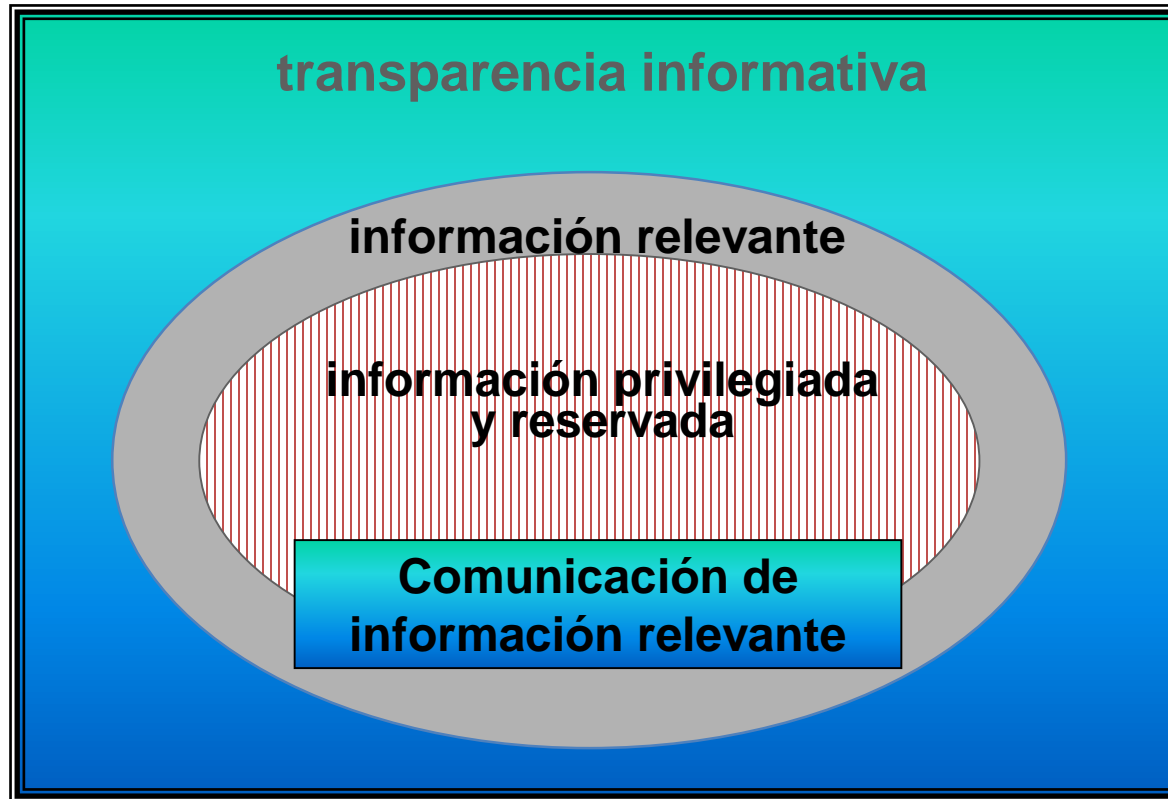 transparencia informativa
información relevante
información privilegiada
y reservada
Comunicación de
información relevante